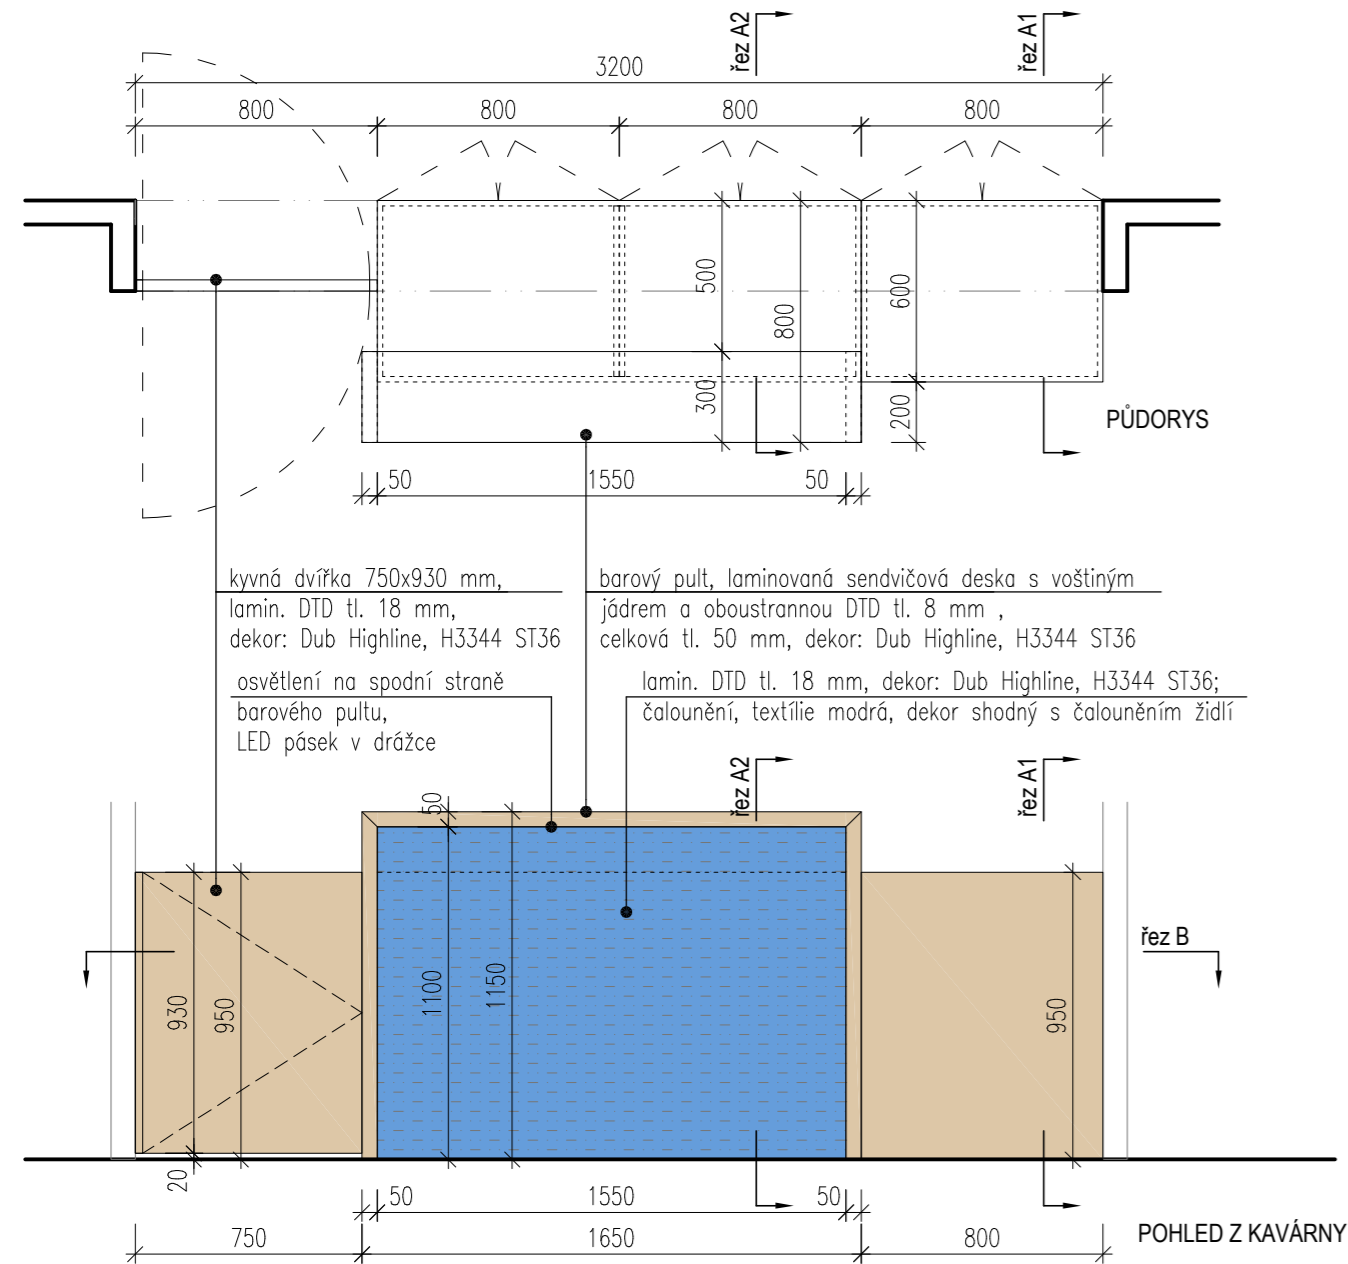 řez A2
řez A1
3200
800
800
800
800
500
800
600
300
200
PŮDORYS
50
1550
50
kyvná dvířka 750x930 mm,
lamin. DTD tl. 18 mm,
dekor: Dub Highline, H3344 ST36
barový pult, laminovaná sendvičová deska s voštiným
jádrem a oboustrannou DTD tl. 8 mm ,
celková tl. 50 mm, dekor: Dub Highline, H3344 ST36
osvětlení na spodní straně
barového pultu,
LED pásek v drážce
lamin. DTD tl. 18 mm, dekor: Dub Highline, H3344 ST36;
čalounění, textílie modrá, dekor shodný s čalouněním židlí
řez A2
řez A1
50
řez B
930
950
1100
1150
950
20
50
1550
50
750
1650
800
POHLED Z KAVÁRNY